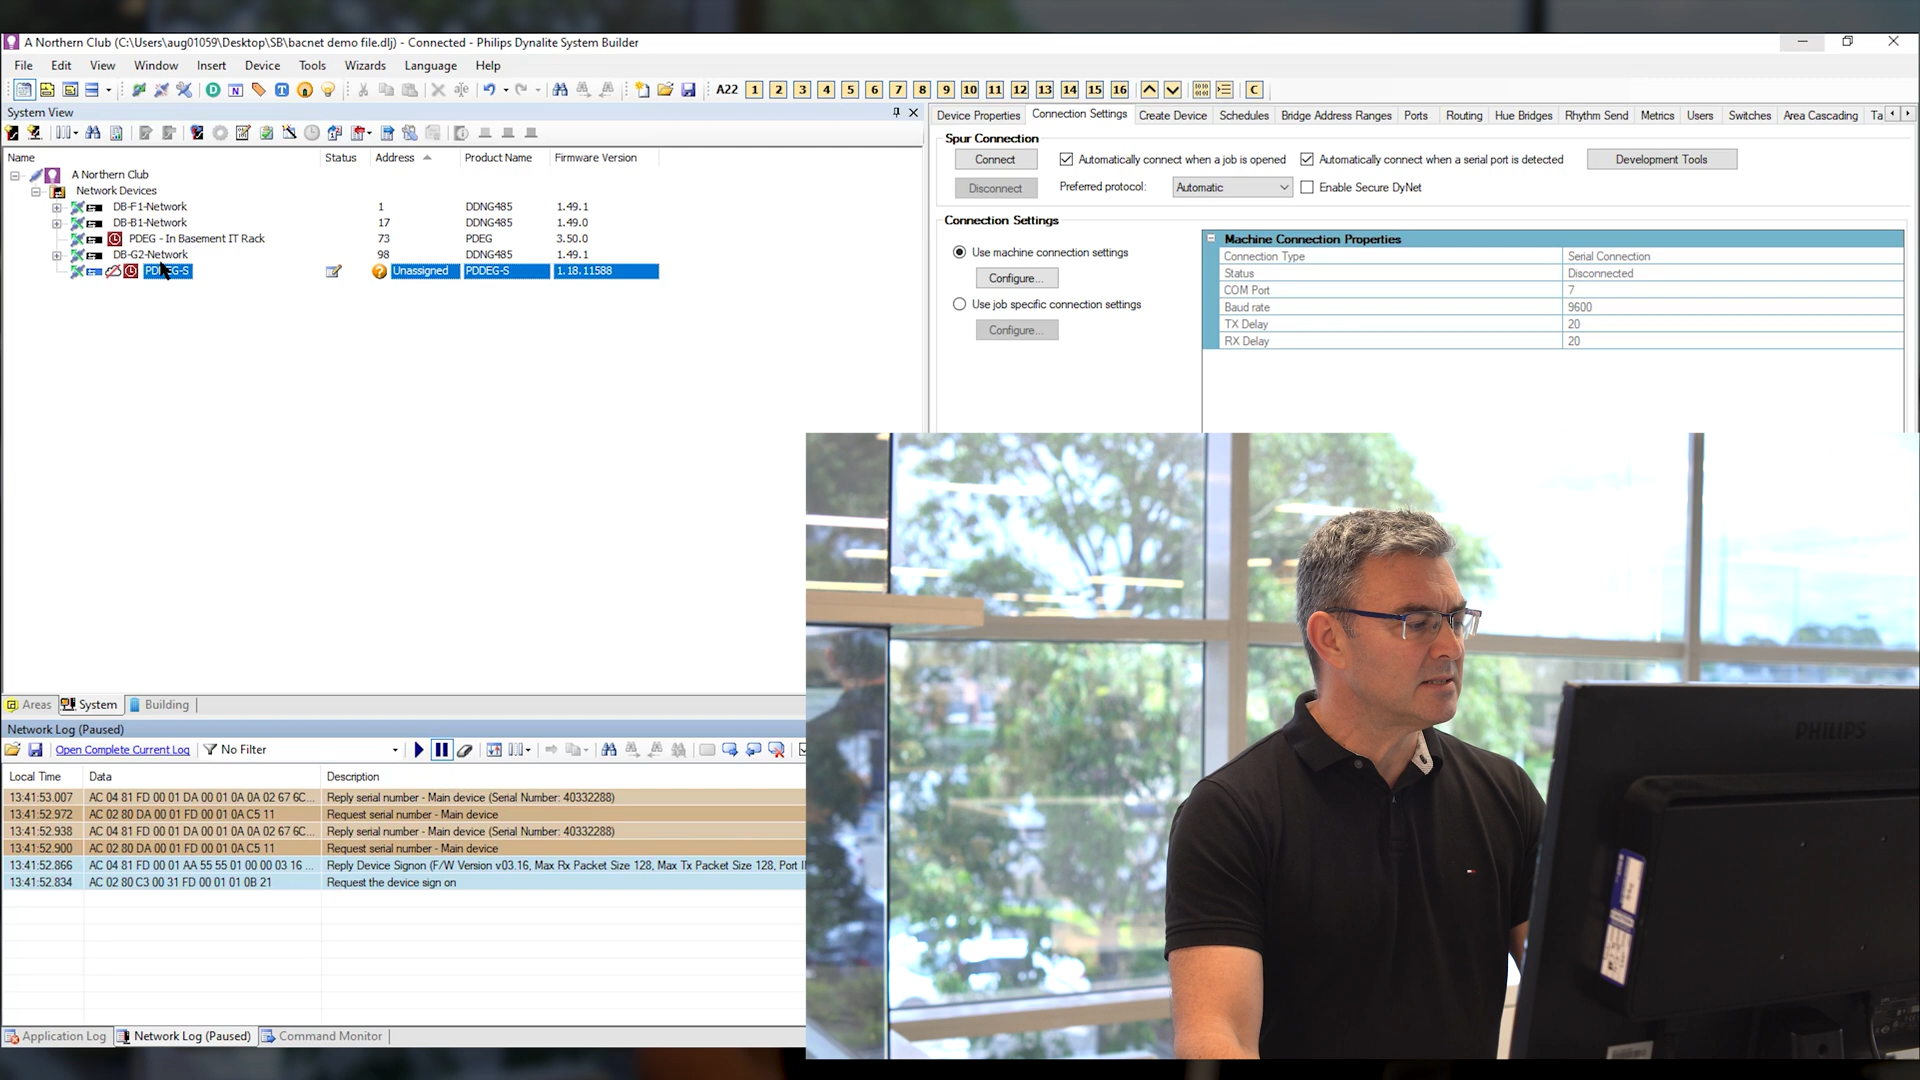 A Northern Club (C:\Users\aug01059\Desktop\SB\bacnet demo file.dlj) - Connected - Philips Dynalite System Builder
File Edit View Window Insert Device Tools Wizards Language Help
A22 1 2 3 4 5 6 7 8 9 10 11 12 13 14 15 16 C
System View
Name Status Address Product Name Firmware Version
A Northern Club
Network Devices
DB-F1-Network 1 DDNG485 1.49.1
DB-B1-Network 17 DDNG485 1.49.0
PDEG - In Basement IT Rack 73 PDEG 3.50.0
DB-G2-Network 98 DDNG485 1.49.1
PDDEG-S Unassigned PDDEG-S 1.18.11588
Device Properties Connection Settings Create Device Schedules Bridge Address Ranges Ports Routing Hue Bridges Rhythm Send Metrics Users Switches Area Cascading Ta
Spur Connection
Connect Automatically connect when a job is opened Automatically connect when a serial port is detected Development Tools
Disconnect Preferred protocol: Automatic Enable Secure DyNet
Connection Settings
Use machine connection settings
Configure...
Use job specific connection settings
Configure...
Machine Connection Properties
Connection Type Serial Connection
Status Disconnected
COM Port 7
Baud rate 9600
TX Delay 20
RX Delay 20
Areas System Building
Network Log (Paused)
Open Complete Current Log No Filter
Local Time Data Description
13:41:53.007 AC 04 81 FD 00 01 DA 00 01 0A 0A 02 67 6C... Reply serial number - Main device (Serial Number: 40332288)
13:41:52.972 AC 02 80 DA 00 01 FD 00 01 0A C5 11 Request serial number - Main device
13:41:52.938 AC 04 81 FD 00 01 DA 00 01 0A 0A 02 67 6C... Reply serial number - Main device (Serial Number: 40332288)
13:41:52.900 AC 02 80 DA 00 01 FD 00 01 0A C5 11 Request serial number - Main device
13:41:52.866 AC 04 81 FD 00 01 AA 55 55 01 00 00 03 16 ... Reply Device Signon (F/W Version v03.16, Max Rx Packet Size 128, Max Tx Packet Size 128, Port I
13:41:52.834 AC 02 80 C3 00 31 FD 00 01 01 0B 21 Request the device sign on
Application Log Network Log (Paused) Command Monitor
PHILIPS